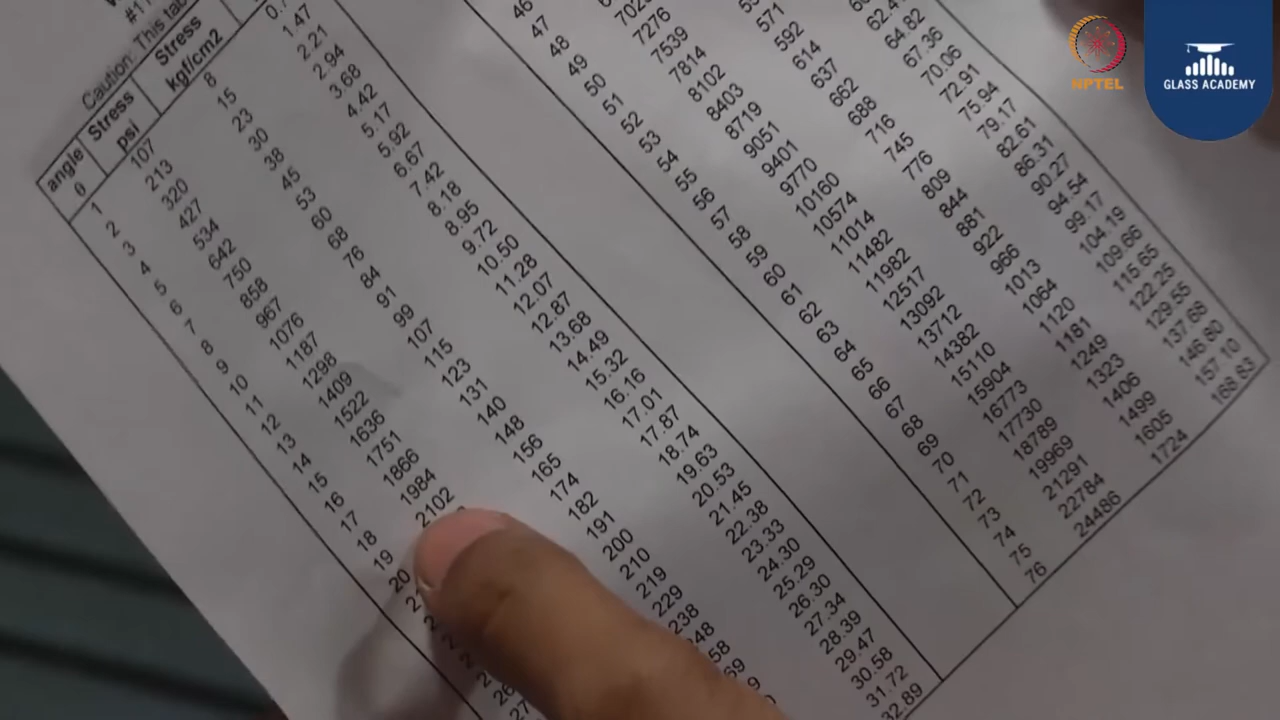 Caution: This tab
angle Stress Stress
θ psi kgf/cm2
1 107 8
2 213 15 1.47
3 320 23 2.21
4 427 30 2.94
5 534 38 3.68
6 642 45 4.42
7 750 53 5.17
8 858 60 5.92
9 967 68 6.67
10 1076 76 7.42
11 1187 84 8.18
12 1298 91 8.95
13 1409 99 9.72
14 1522 107 10.50
15 1636 115 11.28
16 1751 123 12.07
17 1866 131 12.87
18 1984 140 13.68
19 2102 148 14.49
20 156 15.32
165 16.16
174 17.01
182 17.87
191 18.74
200 19.63
210 20.53
219 21.45
229 22.38
238 23.33
24.30
25.29
26.30
27.34
28.39
29.47
30.58
31.72
32.89
46
47
48
49
50 7276
51 7539
52 7814
53 8102 571
54 8403 592
55 8719 614
56 9051 637
57 9401 662 64.82
58 9770 688 67.36
59 10160 716 70.06
60 10574 745 72.91
61 11014 776 75.94
62 11482 809 79.17
63 11982 844 82.61
64 12517 881 86.31
65 13092 922 90.27
66 13712 966 94.54
67 14382 1013 99.17
68 15110 1064 104.19
69 15904 1120 109.66
70 16773 1181 115.65
71 17730 1249 122.25
72 18789 1323 129.55
73 19969 1406 137.68
74 21291 1499 146.80
75 22784 1605 157.10
76 24486 1724 168.83
NPTEL
GLASS ACADEMY